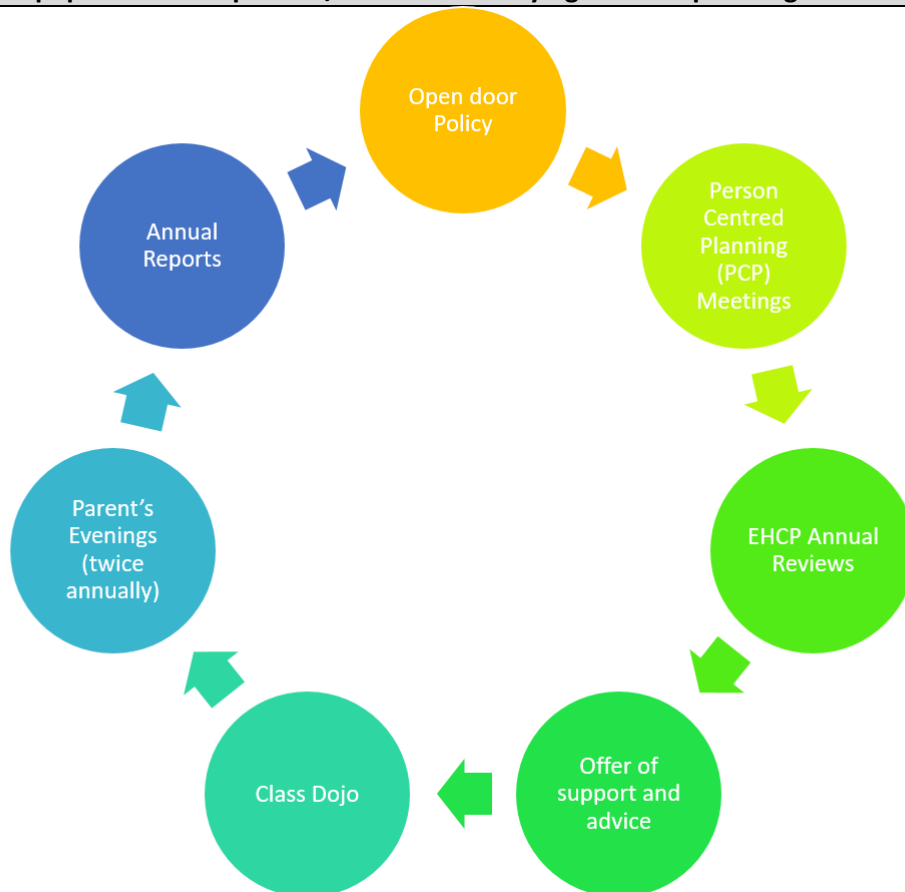 Open door
Policy
Person
Centred
Planning
(PCP)
Meetings
EHCP Annual
Reviews
Offer of
support and
advice
Class Dojo
Parent’s
Evenings
(twice
annually)
Annual
Reports